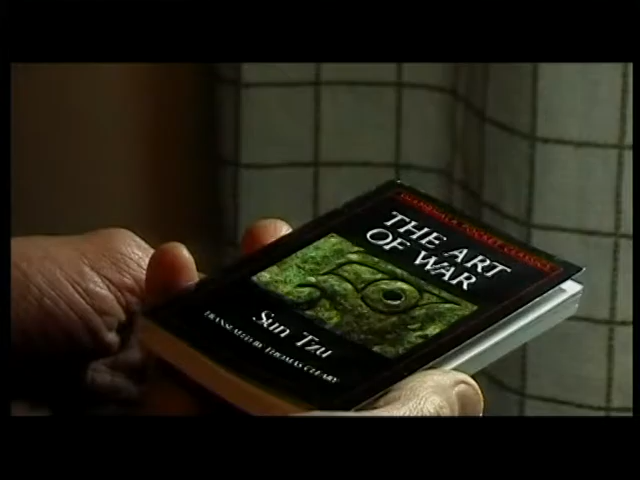 SHAMBHALA POCKET CLASSICS
THE ART
OF WAR
Sun Tzu
TRANSLATED BY THOMAS CLEARY